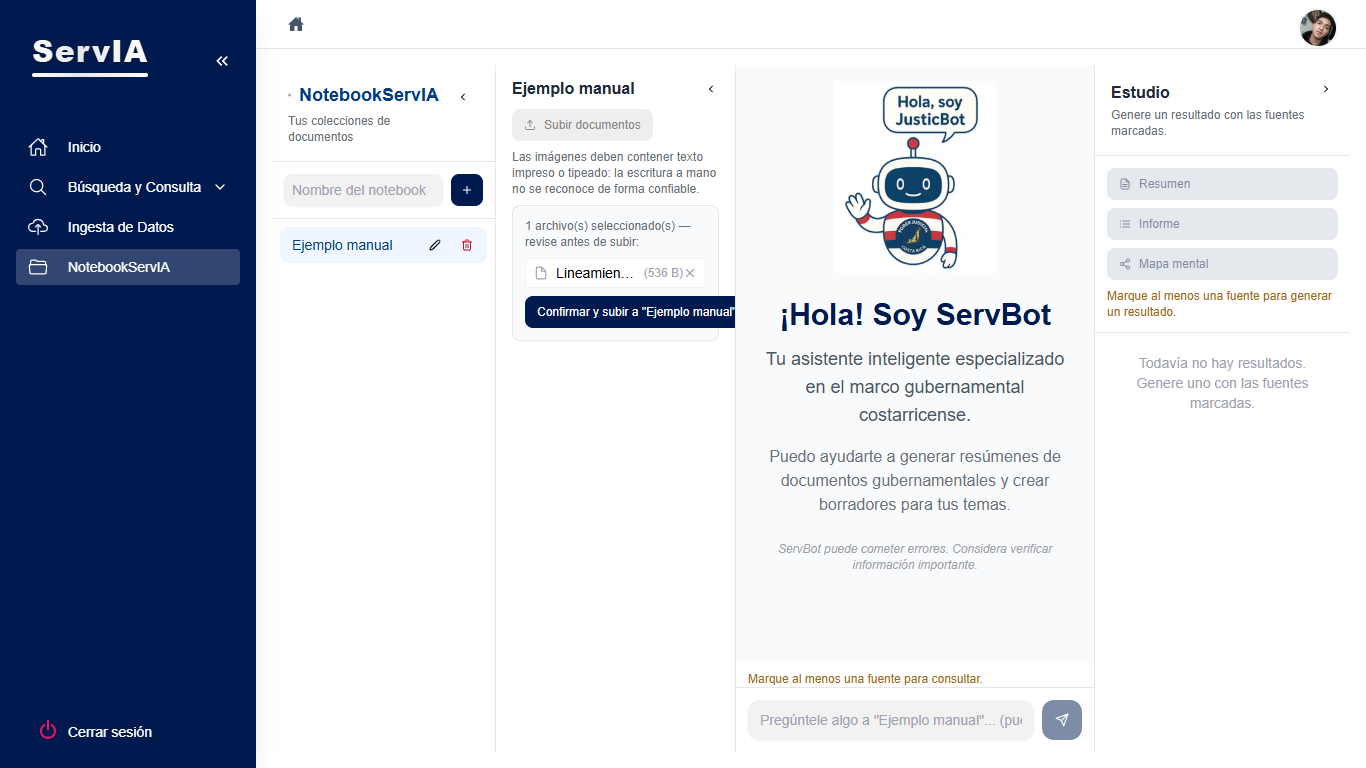 ServIA
Inicio
Búsqueda y Consulta
Ingesta de Datos
NotebookServIA
Cerrar sesión
NotebookServIA
Tus colecciones de
documentos
Nombre del notebook
Ejemplo manual
Ejemplo manual
Subir documentos
Las imágenes deben contener texto
impreso o tipeado: la escritura a mano
no se reconoce de forma confiable.
1 archivo(s) seleccionado(s) —
revise antes de subir:
Lineamien... (536 B)
Confirmar y subir a "Ejemplo manual"
Hola, soy
JusticBot
PODER JUDICIAL
COSTA RICA
¡Hola! Soy ServBot
Tu asistente inteligente especializado
en el marco gubernamental
costarricense.
Puedo ayudarte a generar resúmenes de
documentos gubernamentales y crear
borradores para tus temas.
ServBot puede cometer errores. Considera verificar
información importante.
Marque al menos una fuente para consultar.
Pregúntele algo a "Ejemplo manual"... (pue
Estudio
Genere un resultado con las fuentes
marcadas.
Resumen
Informe
Mapa mental
Marque al menos una fuente para generar
un resultado.
Todavía no hay resultados.
Genere uno con las fuentes
marcadas.